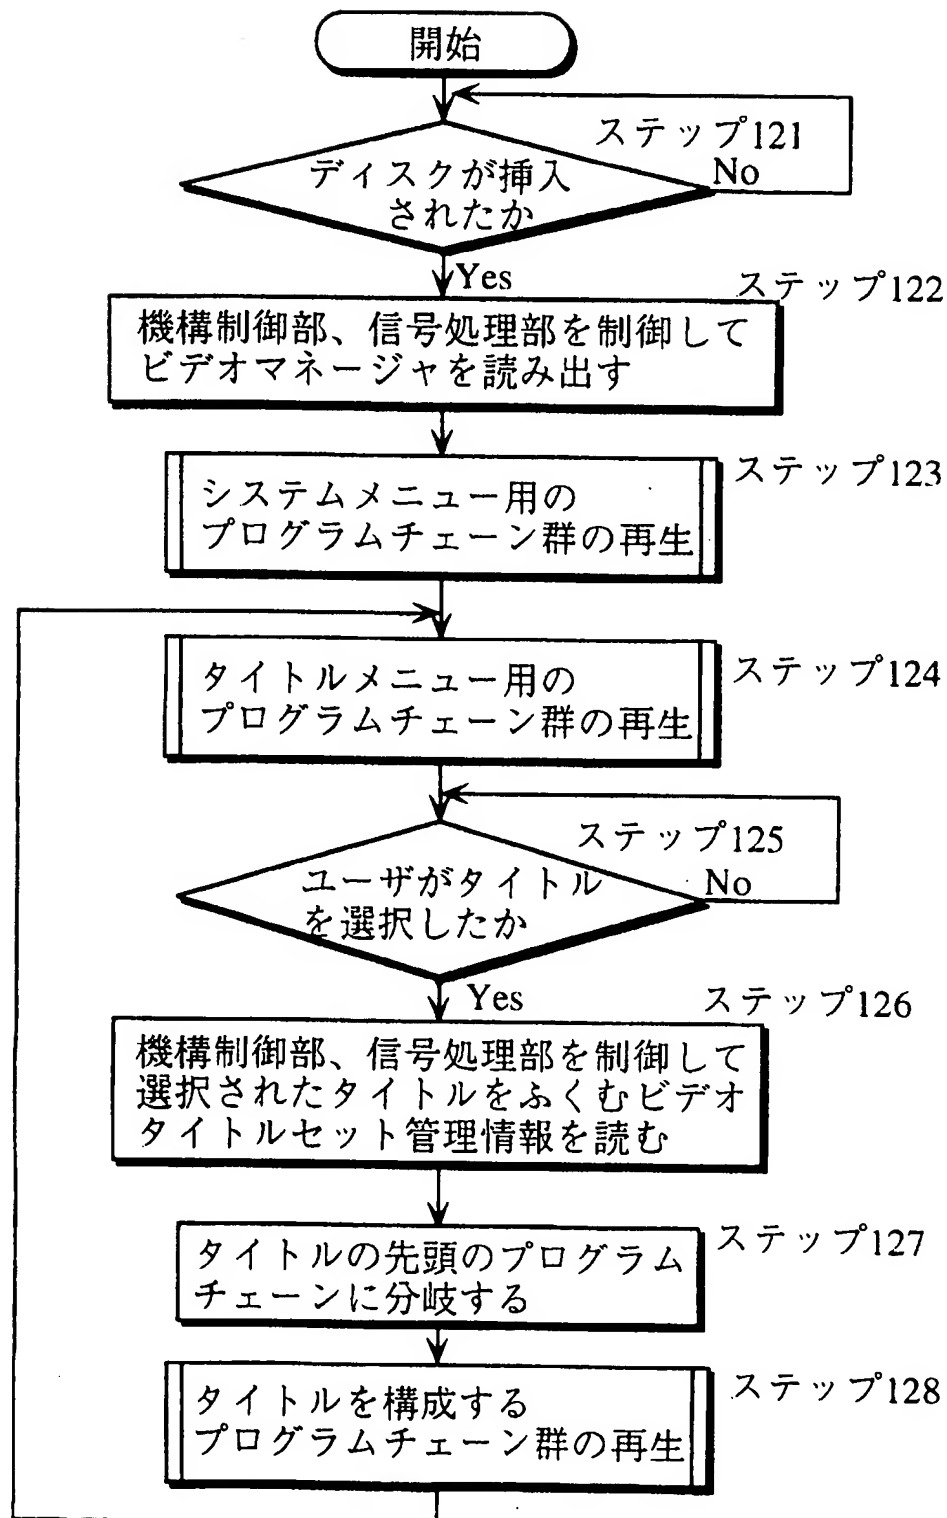 開始
ステップ121
ディスクが挿入
されたか
No
Yes
ステップ122
機構制御部、信号処理部を制御して
ビデオマネージャを読み出す
ステップ123
システムメニュー用の
プログラムチェーン群の再生
ステップ124
タイトルメニュー用の
プログラムチェーン群の再生
ステップ125
ユーザがタイトル
を選択したか
No
Yes
ステップ126
機構制御部、信号処理部を制御して
選択されたタイトルをふくむビデオ
タイトルセット管理情報を読む
ステップ127
タイトルの先頭のプログラム
チェーンに分岐する
ステップ128
タイトルを構成する
プログラムチェーン群の再生